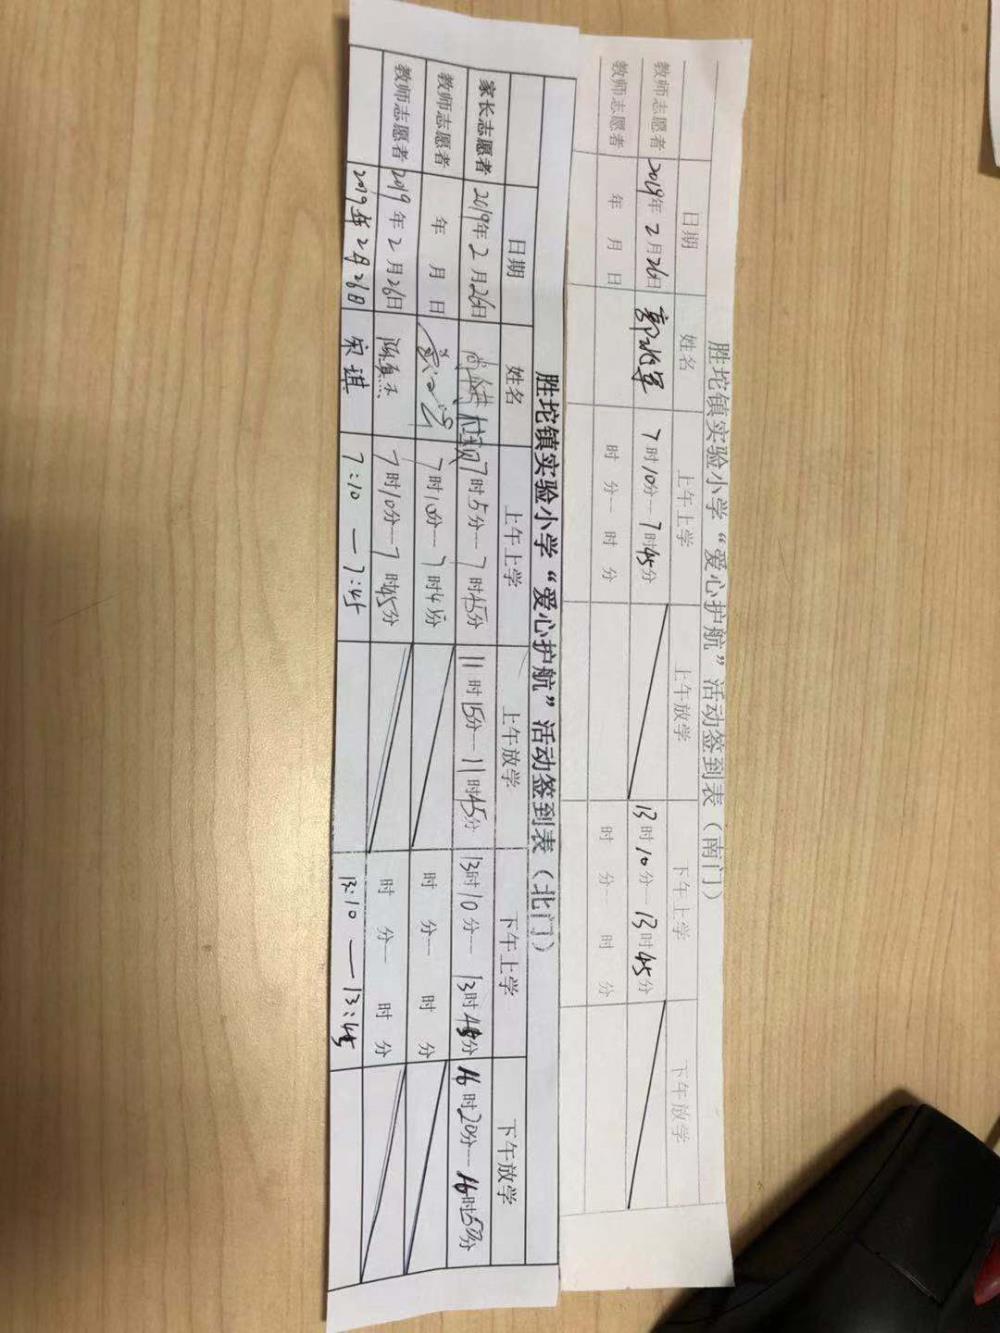 胜坨镇实验小学“爱心护航”活动签到表（南门）
日期 姓名 上午上学 上午放学 下午上学 下午放学
教师志愿者 2019年2月26日 7时10分—7时45分 13时10分—13时45分
教师志愿者 年 月 日 时 分— 时 分 时 分— 时 分
胜坨镇实验小学“爱心护航”活动签到表（北门）
日期 姓名 上午上学 上午放学 下午上学 下午放学
家长志愿者 2019年2月26日 7时5分—7时45分 11时15分—11时45分 13时10分—13时45分 16时20分—16时50分
教师志愿者 年 月 日 7时10分—7时4分 时 分— 时 分
教师志愿者 2019年2月26日 7时10分—7时45分 时 分— 时 分
2019年2月26日 宋琪 7:10—7:45 13:10—13:45